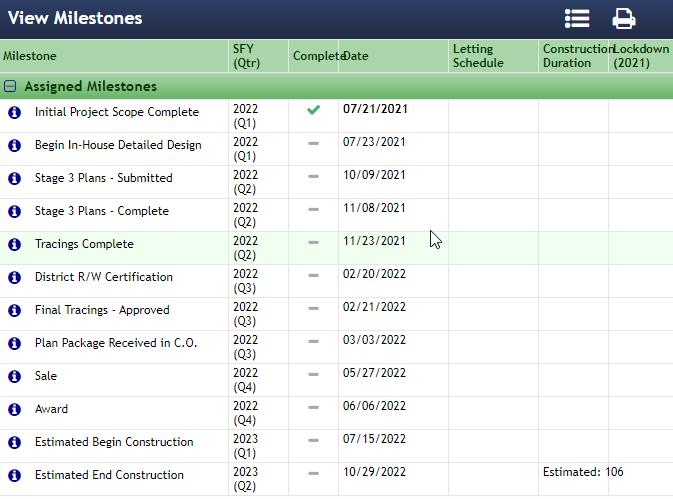 View Milestones
Milestone SFY (Qtr) Complete Date Letting Schedule Construction Duration Lockdown (2021)
Assigned Milestones
Initial Project Scope Complete 2022 (Q1) 07/21/2021
Begin In-House Detailed Design 2022 (Q1) 07/23/2021
Stage 3 Plans - Submitted 2022 (Q2) 10/09/2021
Stage 3 Plans - Complete 2022 (Q2) 11/08/2021
Tracings Complete 2022 (Q2) 11/23/2021
District R/W Certification 2022 (Q3) 02/20/2022
Final Tracings - Approved 2022 (Q3) 02/21/2022
Plan Package Received in C.O. 2022 (Q3) 03/03/2022
Sale 2022 (Q4) 05/27/2022
Award 2022 (Q4) 06/06/2022
Estimated Begin Construction 2023 (Q1) 07/15/2022
Estimated End Construction 2023 (Q2) 10/29/2022 Estimated: 106